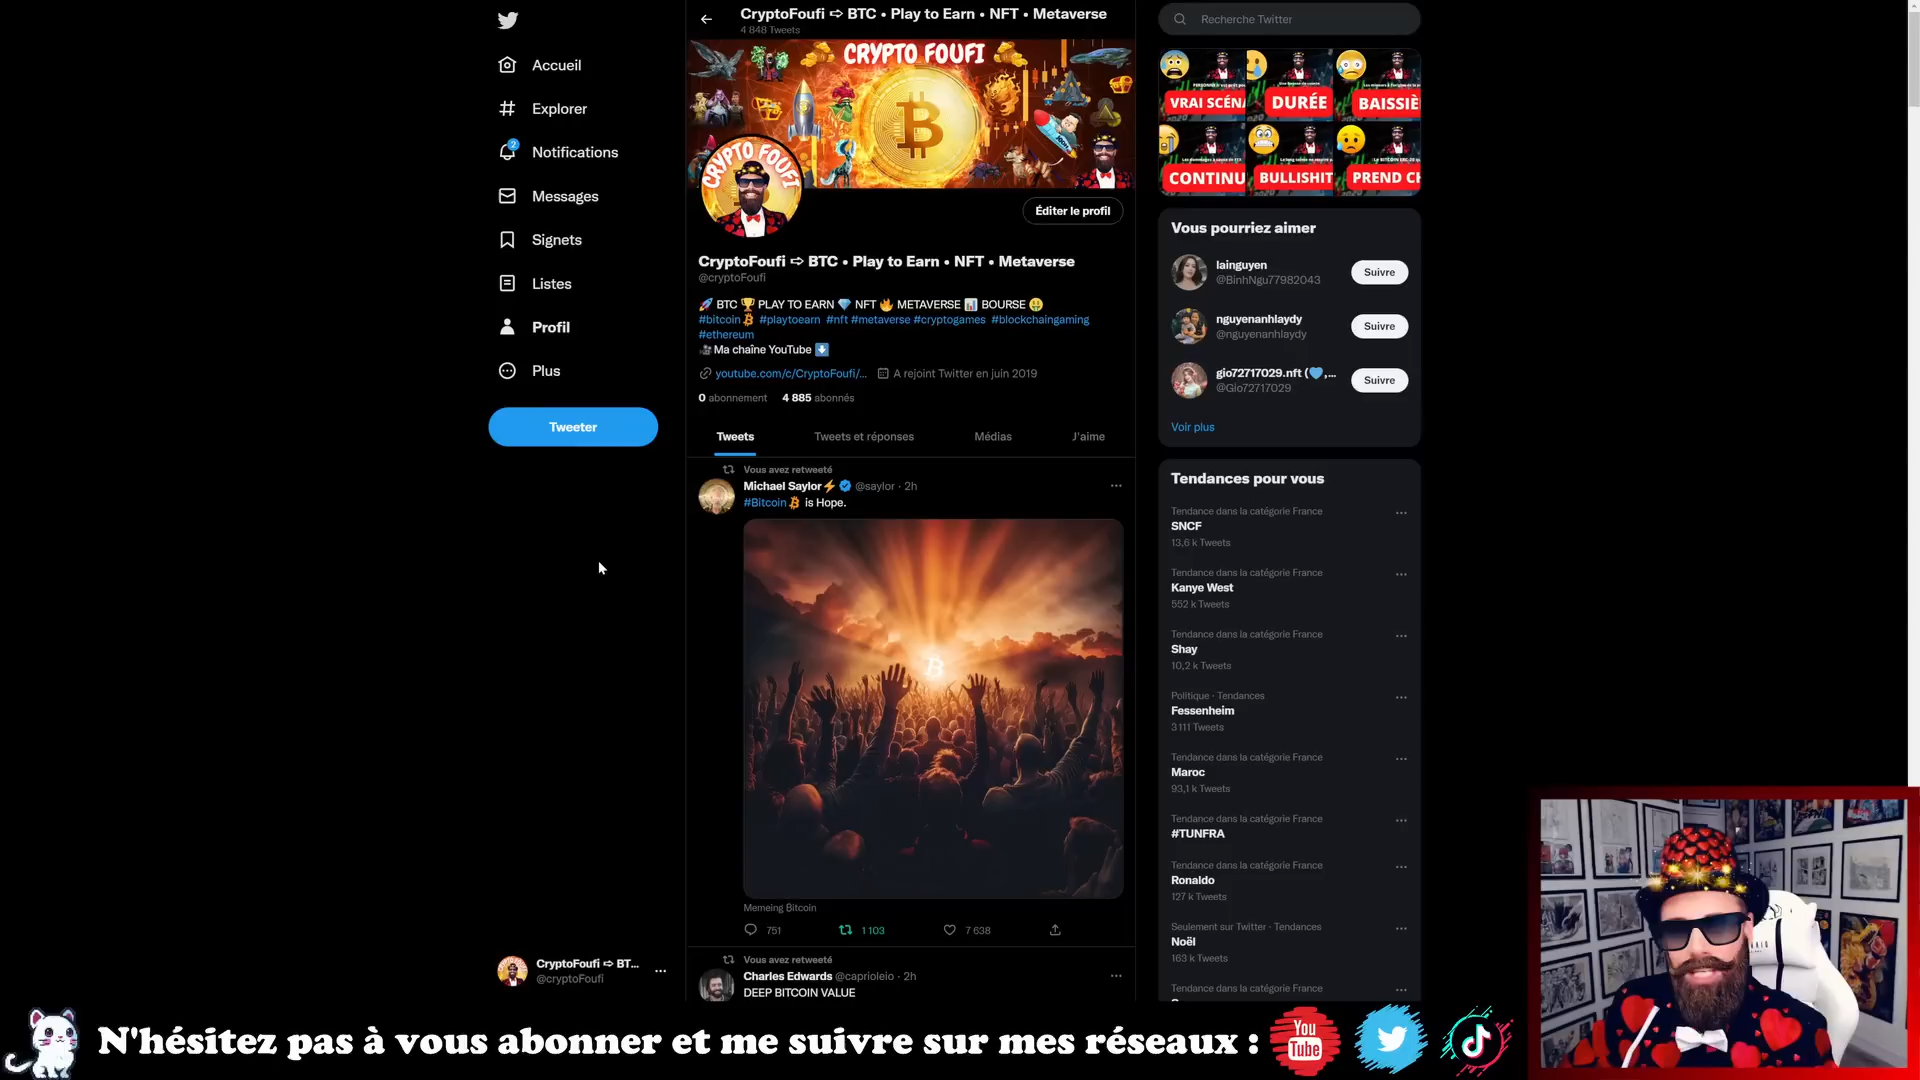 Accueil
Explorer
2
Notifications
Messages
Signets
Listes
Profil
Plus
Tweeter
CryptoFoufi ➩ BT...
@cryptoFoufi
CryptoFoufi ➩ BTC • Play to Earn • NFT • Metaverse
4 848 Tweets
CRYPTO FOUFI
CRYPTO FOUFI
Éditer le profil
CryptoFoufi ➩ BTC • Play to Earn • NFT • Metaverse
@cryptoFoufi
🚀 BTC 🏆 PLAY TO EARN 💎 NFT 🔥 METAVERSE 📊 BOURSE 🤑
#bitcoin #playtoearn #nft #metaverse #cryptogames #blockchaingaming
#ethereum
🎥Ma chaîne YouTube ⬇️
youtube.com/c/CryptoFoufi/... A rejoint Twitter en juin 2019
0 abonnement 4 885 abonnés
Tweets Tweets et réponses Médias J'aime
Vous avez retweeté
Michael Saylor⚡ @saylor · 2h
#Bitcoin is Hope.
Memeing Bitcoin
751 1 103 7 638
Vous avez retweeté
Charles Edwards @caprioleio · 2h
DEEP BITCOIN VALUE
Recherche Twitter
VRAI SCÉNA
DURÉE
BAISSIÈ
CONTINU
BULLISHIT
PREND CH
Vous pourriez aimer
lainguyen
@BinhNgu77982043
Suivre
nguyenanhlaydy
@nguyenanhlaydy
Suivre
gio72717029.nft (💙,...
@Gio72717029
Suivre
Voir plus
Tendances pour vous
Tendance dans la catégorie France
SNCF
13,6 k Tweets
Tendance dans la catégorie France
Kanye West
552 k Tweets
Tendance dans la catégorie France
Shay
10,2 k Tweets
Politique · Tendances
Fessenheim
3 111 Tweets
Tendance dans la catégorie France
Maroc
93,1 k Tweets
Tendance dans la catégorie France
#TUNFRA
Tendance dans la catégorie France
Ronaldo
127 k Tweets
Seulement sur Twitter · Tendances
Noël
163 k Tweets
Tendance dans la catégorie France
N'hésitez pas à vous abonner et me suivre sur mes réseaux :
You
Tube